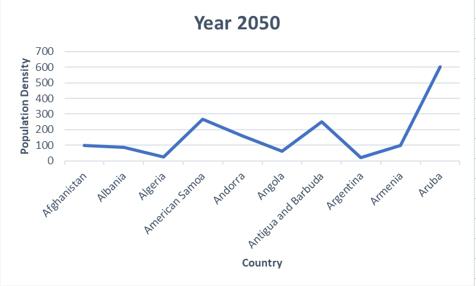 Year 2050
Population Density
700
600
500
400
300
200
100
0
Afghanistan
Albania
Algeria
American Samoa
Andorra
Angola
Antigua and Barbuda
Argentina
Armenia
Aruba
Country